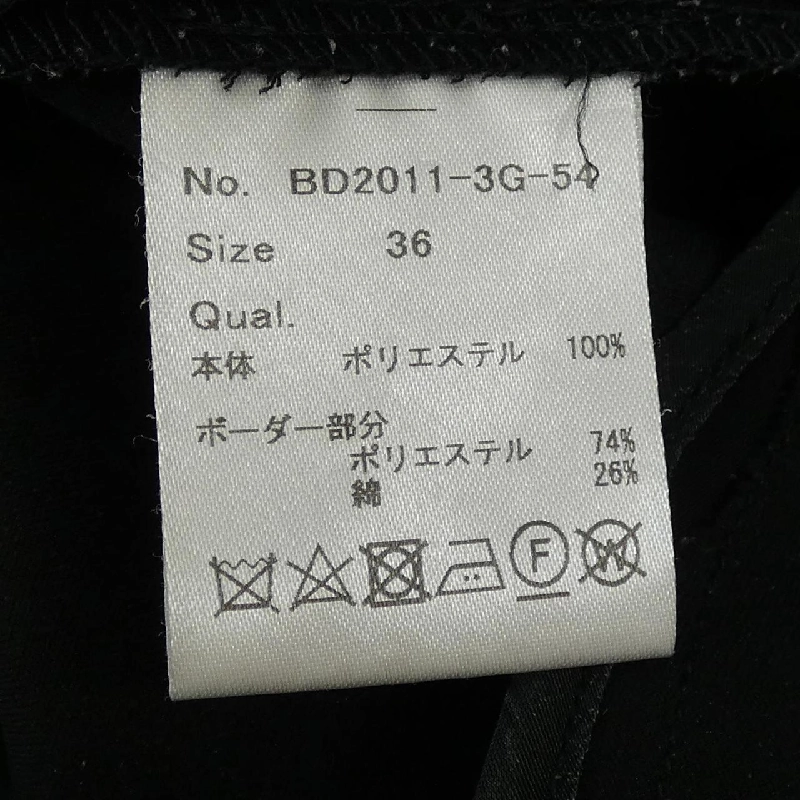 No. BD2011-3G-54
Size 36
Qual.
本体 ポリエステル 100%
ボーダー部分
ポリエステル 74%
綿 26%
F W